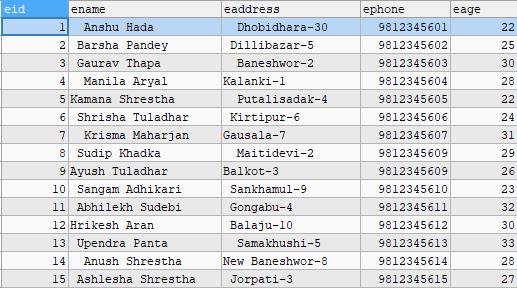 eid ename eaddress ephone eage
1 Anshu Hada Dhobidhara-30 9812345601 22
2 Barsha Pandey Dillibazar-5 9812345602 25
3 Gaurav Thapa Baneshwor-2 9812345603 30
4 Manila Aryal Kalanki-1 9812345604 28
5 Kamana Shrestha Putalisadak-4 9812345605 22
6 Shrisha Tuladhar Kirtipur-6 9812345606 24
7 Krisma Maharjan Gausala-7 9812345607 31
8 Sudip Khadka Maitidevi-2 9812345609 29
9 Ayush Tuladhar Balkot-3 9812345609 26
10 Sangam Adhikari Sankhamul-9 9812345610 23
11 Abhilekh Sudebi Gongabu-4 9812345611 32
12 Hrikesh Aran Balaju-10 9812345612 30
13 Upendra Panta Samakhushi-5 9812345613 33
14 Anush Shrestha New Baneshwor-8 9812345614 28
15 Ashlesha Shrestha Jorpati-3 9812345615 27